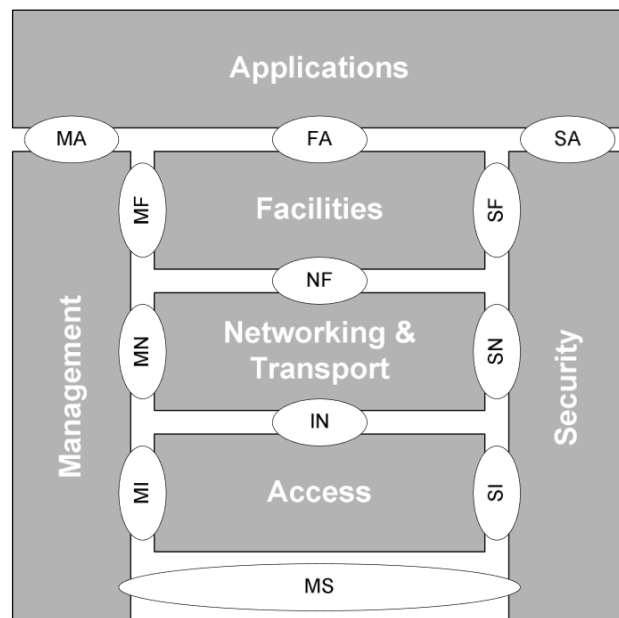 Applications
MA
FA
SA
MF
Facilities
SF
NF
Management
MN
Networking &
Transport
SN
Security
IN
MI
Access
SI
MS